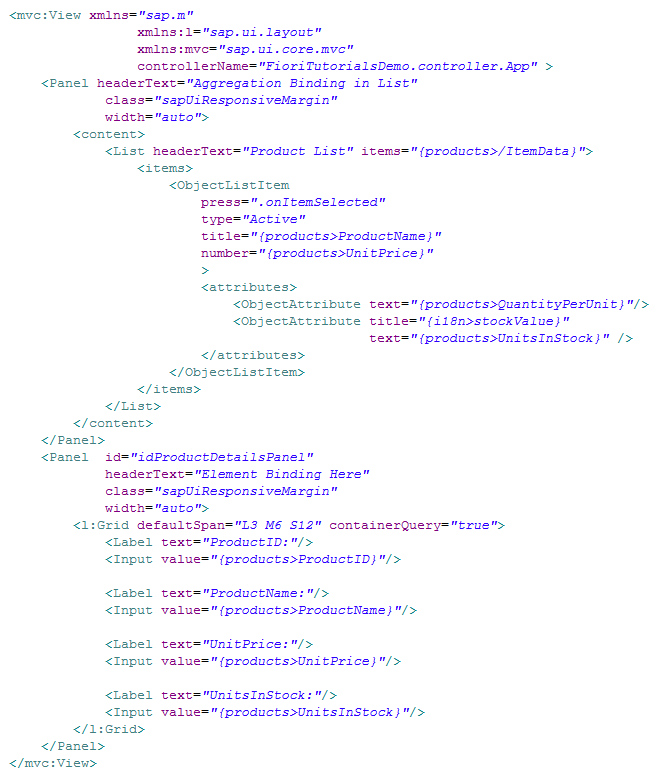 <mvc:View xmlns="sap.m"
                xmlns:l="sap.ui.layout"
                xmlns:mvc="sap.ui.core.mvc"
                controllerName="FioriTutorialsDemo.controller.App" >
    <Panel headerText="Aggregation Binding in List"
            class="sapUiResponsiveMargin"
            width="auto">
        <content>
            <List headerText="Product List" items="{products>/ItemData}">
                <items>
                    <ObjectListItem
                        press=".onItemSelected"
                        type="Active"
                        title="{products>ProductName}"
                        number="{products>UnitPrice}"
                        >
                        <attributes>
                            <ObjectAttribute text="{products>QuantityPerUnit}"/>
                            <ObjectAttribute title="{i18n>stockValue}"
                                             text="{products>UnitsInStock}" />
                        </attributes>
                    </ObjectListItem>
                </items>
            </List>
        </content>
    </Panel>
    <Panel  id="idProductDetailsPanel"
            headerText="Element Binding Here"
            class="sapUiResponsiveMargin"
            width="auto">
        <l:Grid defaultSpan="L3 M6 S12" containerQuery="true">
            <Label text="ProductID:"/>
            <Input value="{products>ProductID}"/>

            <Label text="ProductName:"/>
            <Input value="{products>ProductName}"/>

            <Label text="UnitPrice:"/>
            <Input value="{products>UnitPrice}"/>

            <Label text="UnitsInStock:"/>
            <Input value="{products>UnitsInStock}"/>
        </l:Grid>
    </Panel>
</mvc:View>